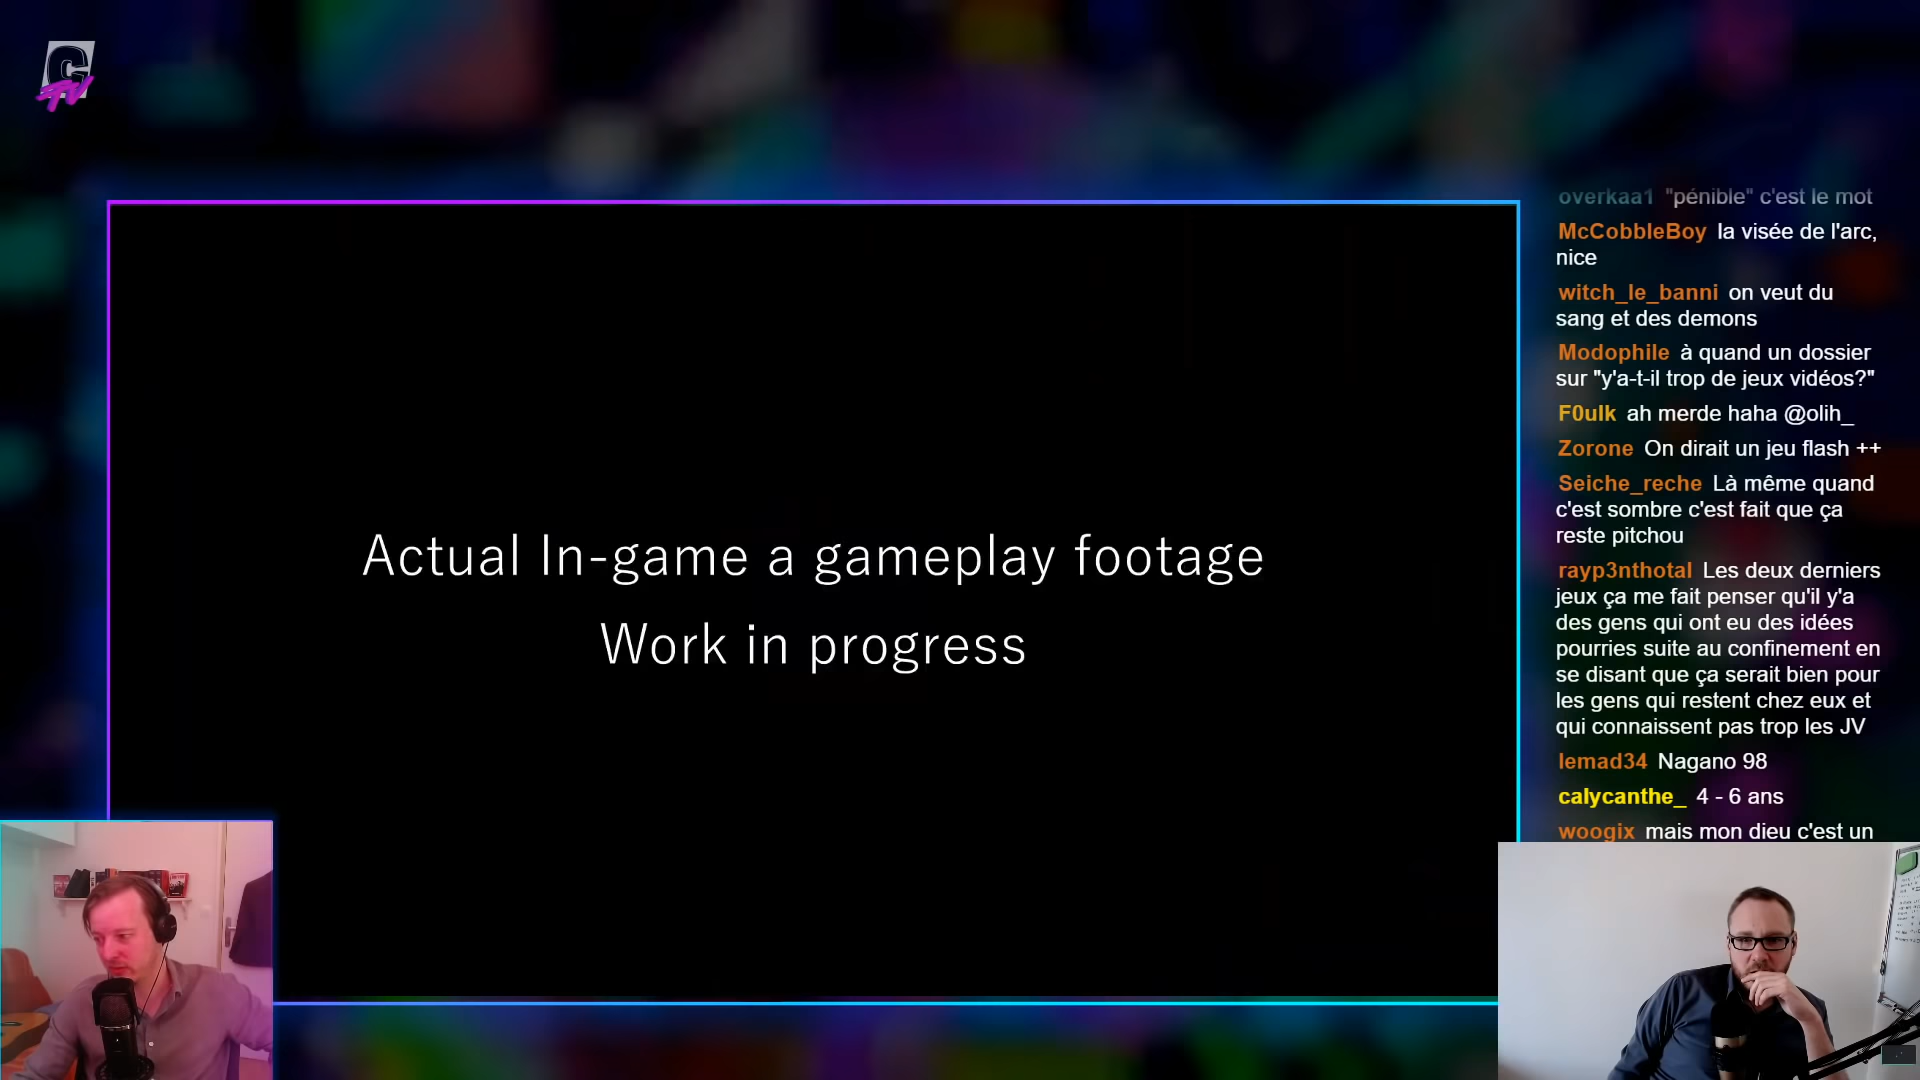 C
TV
Actual In-game a gameplay footage
Work in progress
overkaa1 "pénible" c'est le mot
McCobbleBoy la visée de l'arc,
nice
witch_le_banni on veut du
sang et des demons
Modophile à quand un dossier
sur "y'a-t-il trop de jeux vidéos?"
F0ulk ah merde haha @olih_
Zorone On dirait un jeu flash ++
Seiche_reche Là même quand
c'est sombre c'est fait que ça
reste pitchou
rayp3nthotal Les deux derniers
jeux ça me fait penser qu'il y'a
des gens qui ont eu des idées
pourries suite au confinement en
se disant que ça serait bien pour
les gens qui restent chez eux et
qui connaissent pas trop les JV
lemad34 Nagano 98
calycanthe_ 4 - 6 ans
woogix mais mon dieu c'est un